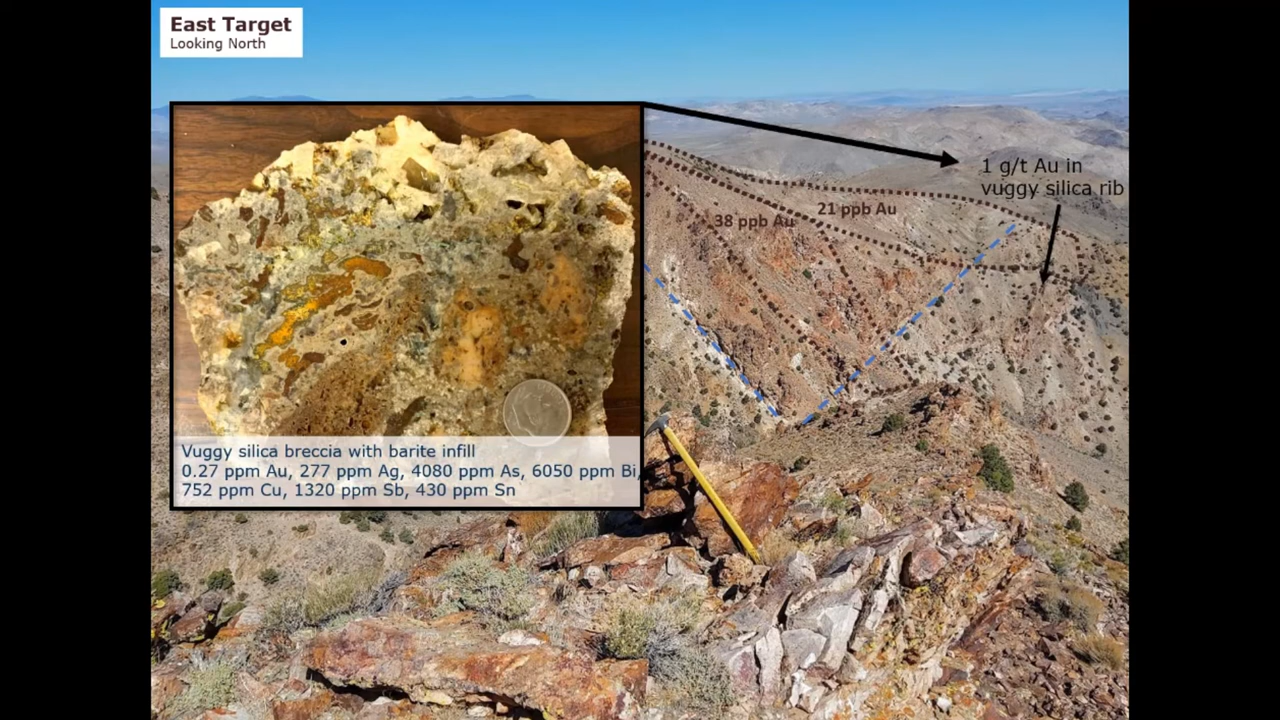 East Target
Looking North
1 g/t Au in
vuggy silica rib
21 ppb Au
38 ppb Au
Vuggy silica breccia with barite infill
0.27 ppm Au, 277 ppm Ag, 4080 ppm As, 6050 ppm Bi,
752 ppm Cu, 1320 ppm Sb, 430 ppm Sn